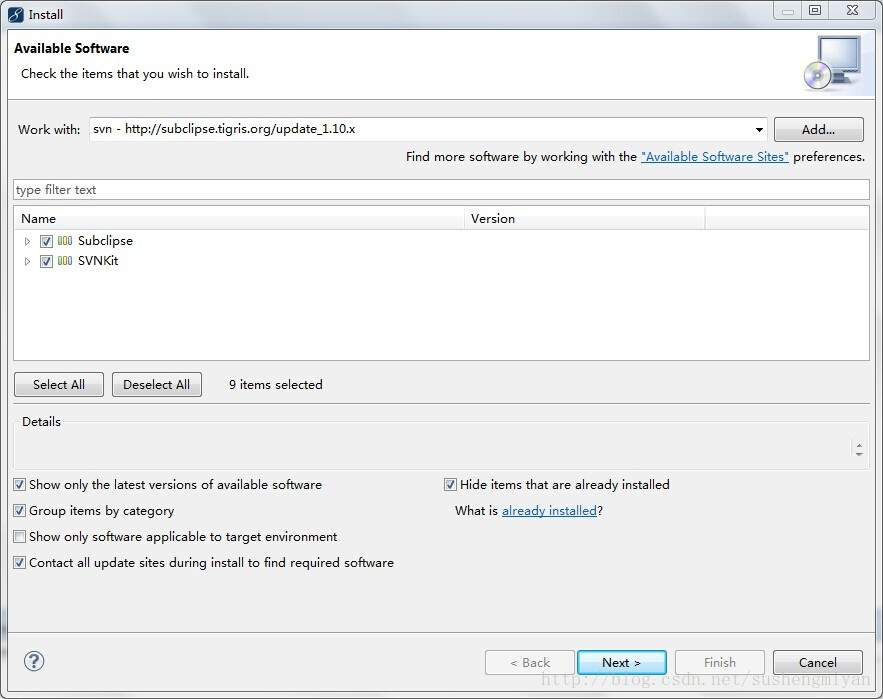 Install
Available Software
Check the items that you wish to install.
Work with: svn - http://subclipse.tigris.org/update_1.10.x Add...
Find more software by working with the "Available Software Sites" preferences.
type filter text
Name Version
Subclipse
SVNKit
Select All Deselect All 9 items selected
Details
Show only the latest versions of available software Hide items that are already installed
Group items by category What is already installed?
Show only software applicable to target environment
Contact all update sites during install to find required software
? < Back Next > Finish Cancel
http://blog.csdn.net/sushengmiyan